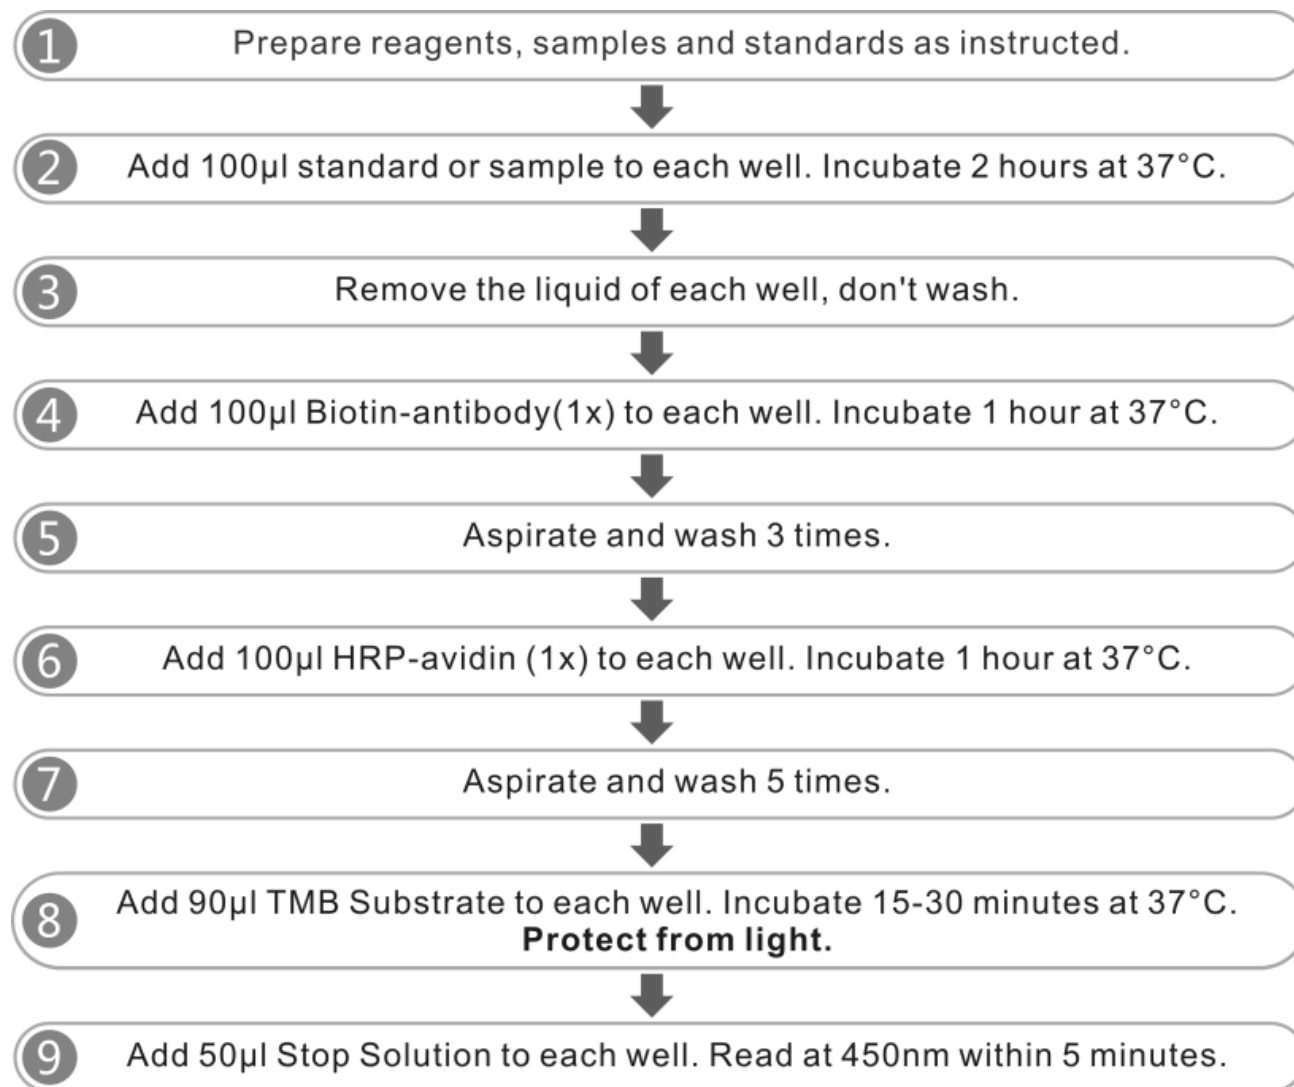 1 Prepare reagents, samples and standards as instructed.
2 Add 100µl standard or sample to each well. Incubate 2 hours at 37°C.
3 Remove the liquid of each well, don't wash.
4 Add 100µl Biotin-antibody(1x) to each well. Incubate 1 hour at 37°C.
5 Aspirate and wash 3 times.
6 Add 100µl HRP-avidin (1x) to each well. Incubate 1 hour at 37°C.
7 Aspirate and wash 5 times.
8 Add 90µl TMB Substrate to each well. Incubate 15-30 minutes at 37°C.
Protect from light.
9 Add 50µl Stop Solution to each well. Read at 450nm within 5 minutes.